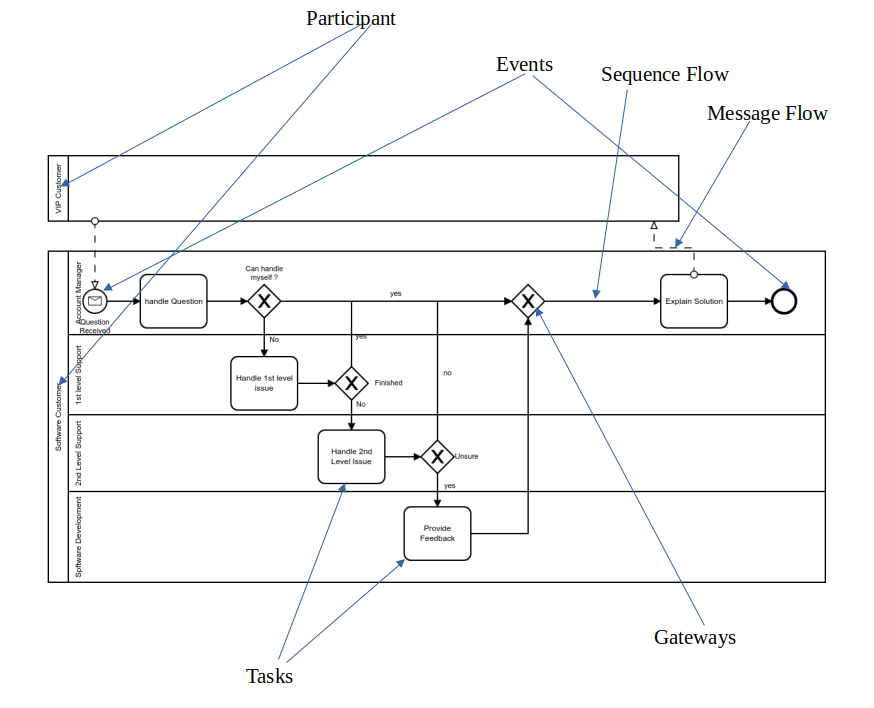 Participant
Events
Sequence Flow
Message Flow
VIP Customer
Software Customer
Account Manager
Question
Received
handle Question
Can handle
myself ?
yes
No
Explain Solution
1st level Support
Handle 1st level
issue
yes
Finished
No
no
2nd Level Support
Handle 2nd
Level Issue
Unsure
yes
Spftware Development
Provide
Feedback
Gateways
Tasks